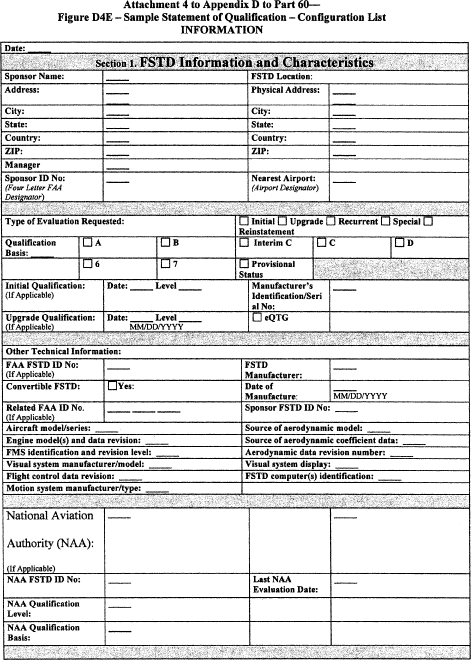 Attachment 4 to Appendix D to Part 60—
Figure D4E – Sample Statement of Qualification – Configuration List
INFORMATION
Date: _____
Section 1. FSTD Information and Characteristics
Sponsor Name: _____ FSTD Location:
Address: _____ Physical Address: _____
City: _____ City: _____
State: _____ State: _____
Country: _____ Country: _____
ZIP: _____ ZIP: _____
Manager _____
Sponsor ID No: _____ Nearest Airport: _____
(Four Letter FAA (Airport Designator)
Designator)
Type of Evaluation Requested: ☐ Initial ☐ Upgrade ☐ Recurrent ☐ Special ☐
Reinstatement
Qualification ☐ A ☐ B ☐ Interim C ☐ C ☐ D
Basis: _____
☐ 6 ☐ 7 ☐ Provisional
Status
Initial Qualification: Date: _____ Level _____ Manufacturer's
(If Applicable) Identification/Seri
al No:
Upgrade Qualification: Date: _____ Level _____ ☐ eQTG
(If Applicable) MM/DD/YYYY
Other Technical Information:
FAA FSTD ID No: _____ FSTD _____
(If Applicable) Manufacturer:
Convertible FSTD: ☐Yes: Date of _____
Manufacture: MM/DD/YYYY
Related FAA ID No. _____ _____ _____ Sponsor FSTD ID No: _____
(If Applicable)
Aircraft model/series: _____ Source of aerodynamic model: _____
Engine model(s) and data revision: _____ Source of aerodynamic coefficient data: _____
FMS identification and revision level: _____ Aerodynamic data revision number: _____
Visual system manufacturer/model: _____ Visual system display: _____
Flight control data revision: _____ FSTD computer(s) identification: _____
Motion system manufacturer/type: _____
National Aviation _____ _____
Authority (NAA):
(If Applicable)
NAA FSTD ID No: _____ Last NAA _____
Evaluation Date:
NAA Qualification _____
Level:
NAA Qualification _____
Basis: